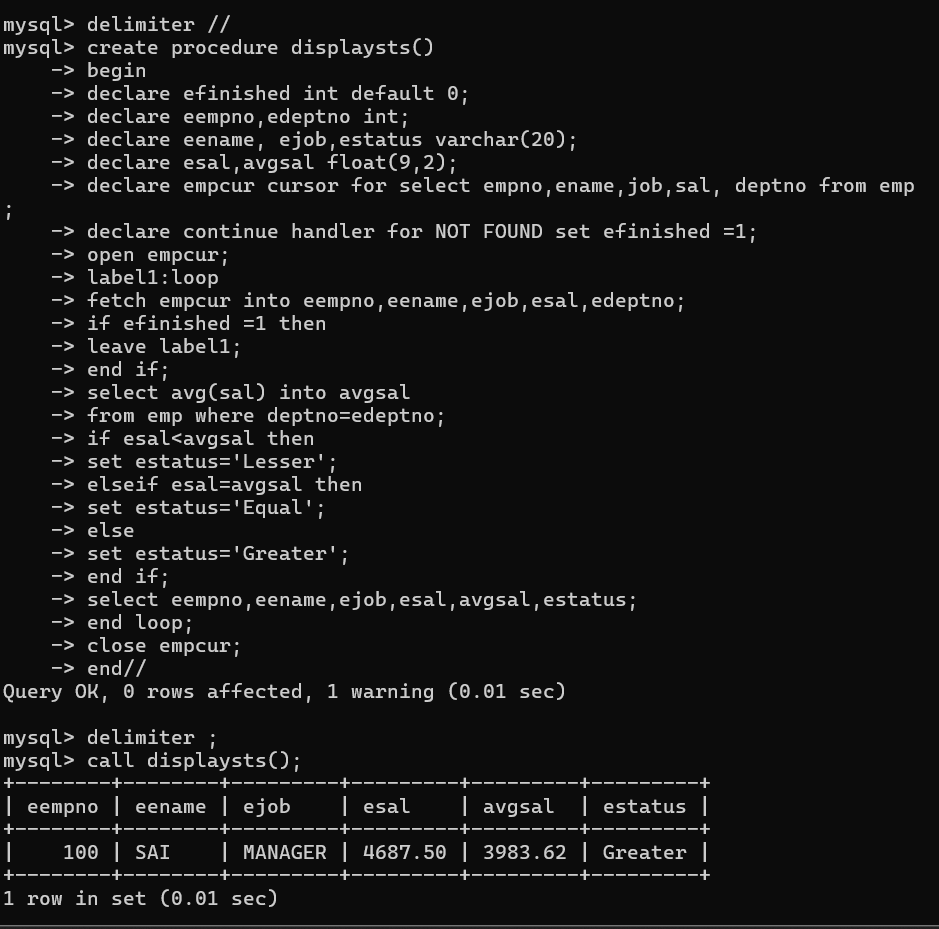 mysql> delimiter //
mysql> create procedure displaysts()
    -> begin
    -> declare efinished int default 0;
    -> declare eempno,edeptno int;
    -> declare eename, ejob,estatus varchar(20);
    -> declare esal,avgsal float(9,2);
    -> declare empcur cursor for select empno,ename,job,sal, deptno from emp
;
    -> declare continue handler for NOT FOUND set efinished =1;
    -> open empcur;
    -> label1:loop
    -> fetch empcur into eempno,eename,ejob,esal,edeptno;
    -> if efinished =1 then
    -> leave label1;
    -> end if;
    -> select avg(sal) into avgsal
    -> from emp where deptno=edeptno;
    -> if esal<avgsal then
    -> set estatus='Lesser';
    -> elseif esal=avgsal then
    -> set estatus='Equal';
    -> else
    -> set estatus='Greater';
    -> end if;
    -> select eempno,eename,ejob,esal,avgsal,estatus;
    -> end loop;
    -> close empcur;
    -> end//
Query OK, 0 rows affected, 1 warning (0.01 sec)

mysql> delimiter ;
mysql> call displaysts();
+--------+--------+---------+---------+---------+---------+
| eempno | eename | ejob    | esal    | avgsal  | estatus |
+--------+--------+---------+---------+---------+---------+
|    100 | SAI    | MANAGER | 4687.50 | 3983.62 | Greater |
+--------+--------+---------+---------+---------+---------+
1 row in set (0.01 sec)